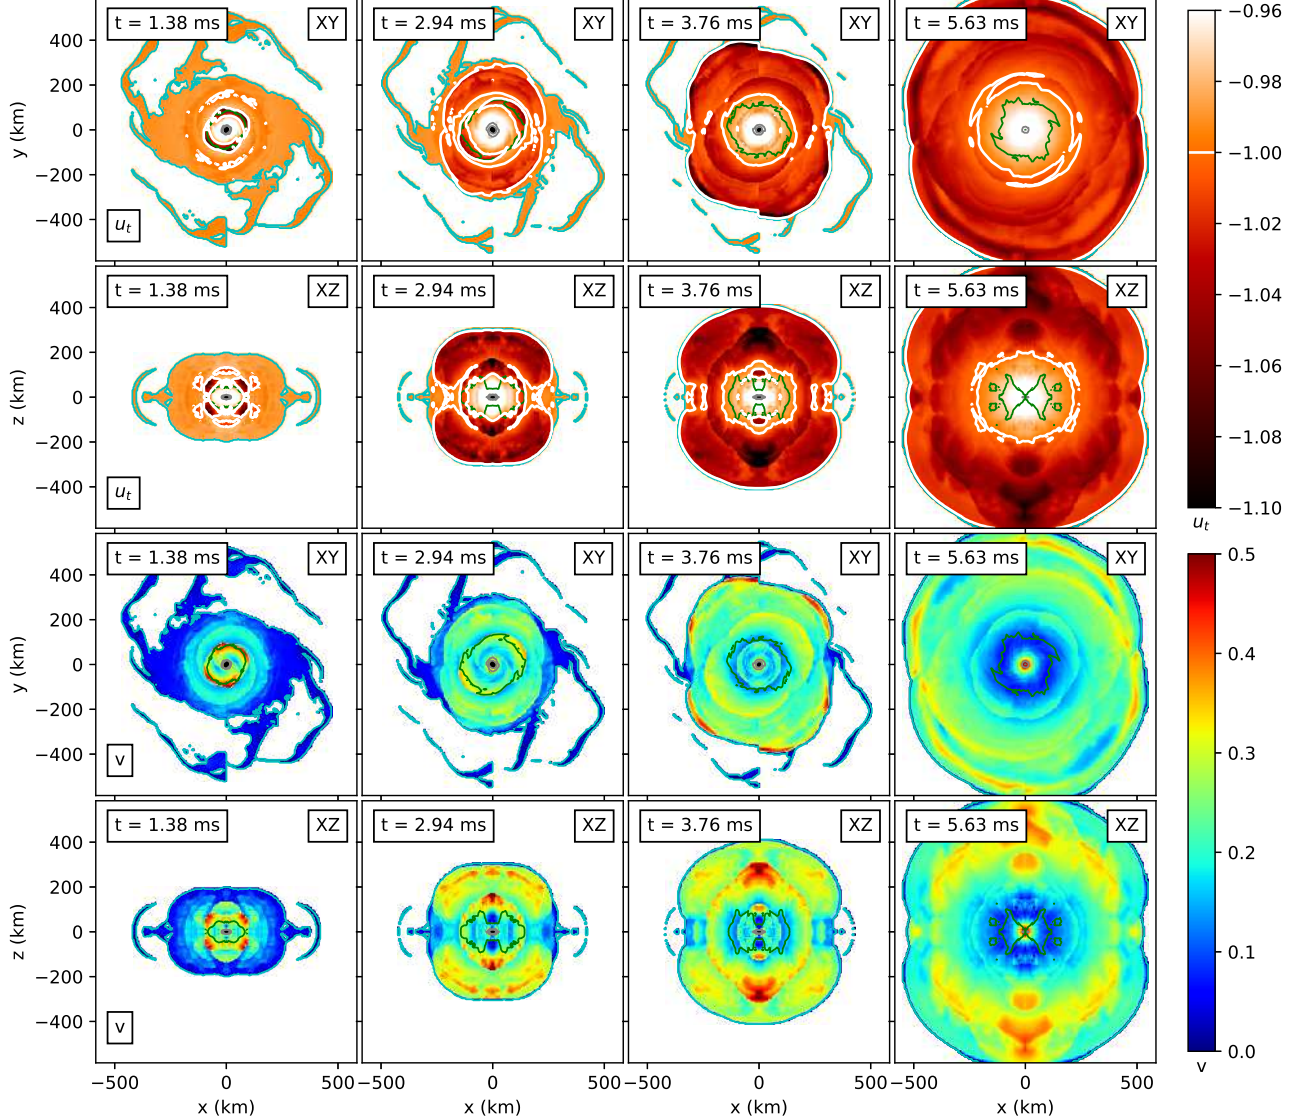 t = 1.38 ms XY t = 2.94 ms XY t = 3.76 ms XY t = 5.63 ms XY
400
200
0
−200
−400
y (km)
u_t
t = 1.38 ms XZ t = 2.94 ms XZ t = 3.76 ms XZ t = 5.63 ms XZ
400
200
0
−200
−400
z (km)
u_t
−0.96
−0.98
−1.00
−1.02
−1.04
−1.06
−1.08
−1.10
u_t
t = 1.38 ms XY t = 2.94 ms XY t = 3.76 ms XY t = 5.63 ms XY
400
200
0
−200
−400
y (km)
v
t = 1.38 ms XZ t = 2.94 ms XZ t = 3.76 ms XZ t = 5.63 ms XZ
400
200
0
−200
−400
z (km)
v
0.5
0.4
0.3
0.2
0.1
0.0
v
−500 0 500 −500 0 500 −500 0 500 −500 0 500
x (km) x (km) x (km) x (km)